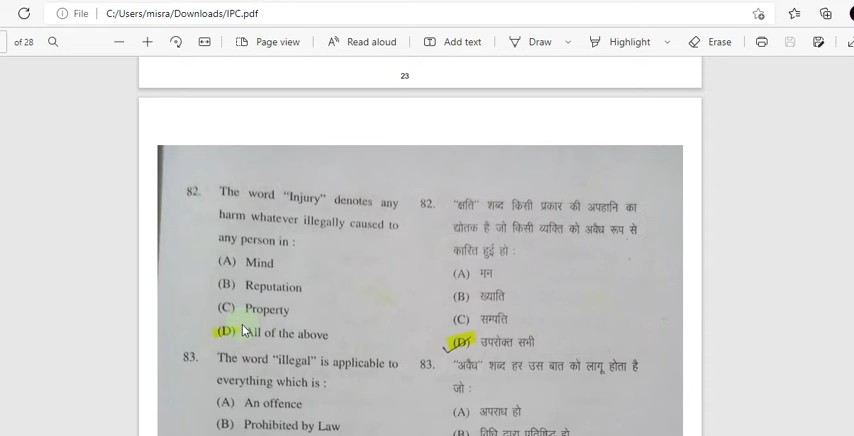 File C:/Users/misra/Downloads/IPC.pdf
of 28 Page view Read aloud Add text Draw Highlight Erase
23
82. The word "Injury" denotes any
harm whatever illegally caused to
any person in :
(A) Mind
(B) Reputation
(C) Property
(D) All of the above
83. The word "illegal" is applicable to
everything which is :
(A) An offence
(B) Prohibited by Law
82. "क्षति" शब्द किसी प्रकार की अपहानि का
द्योतक है जो किसी व्यक्ति को अवैध रूप से
कारित हुई हो :
(A) मन
(B) ख्याति
(C) सम्पति
(D) उपरोक्त सभी
83. "अवैध" शब्द हर उस बात को लागू होता है
जो :
(A) अपराध हो
(B) विधि द्वारा प्रतिषिद्ध हो